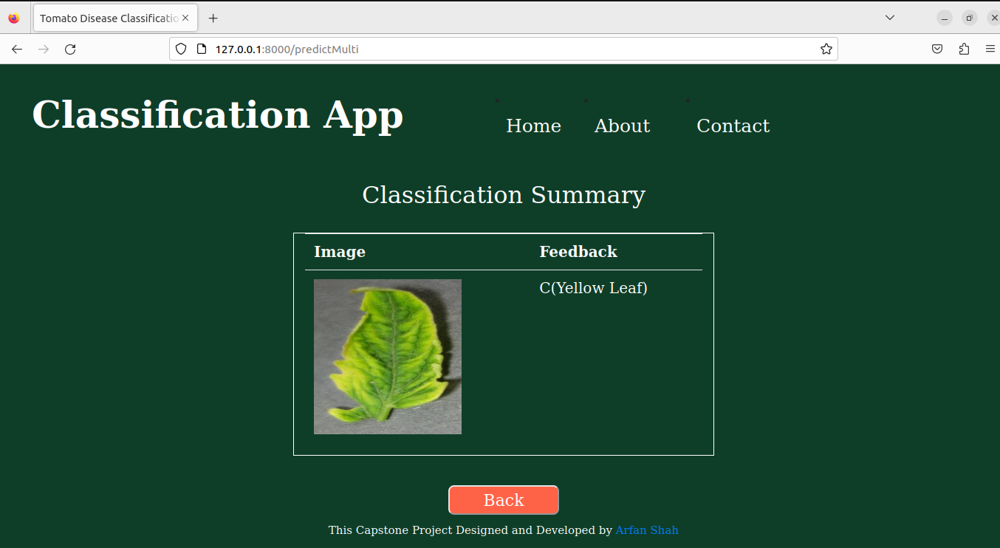 Tomato Disease Classificatio
127.0.0.1:8000/predictMulti
Classification App
Home About Contact
Classification Summary
Image Feedback
C(Yellow Leaf)
Back
This Capstone Project Designed and Developed by Arfan Shah